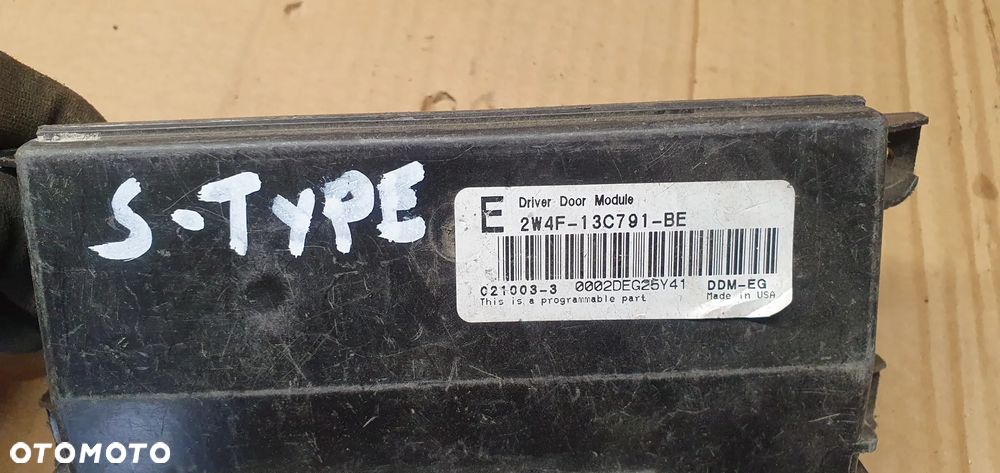 S-TYPE
E Driver Door Module
2W4F-13C791-BE
C21003-3 0002DEG25Y41 DDM-EG
This is a programmable part Made in USA
OTOMOTO